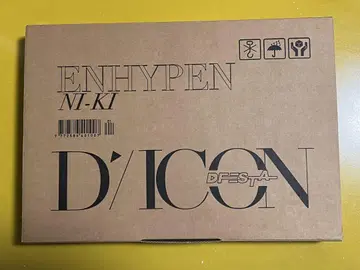 ENHYPEN
NI-KI
D'/ICON
DFESTA